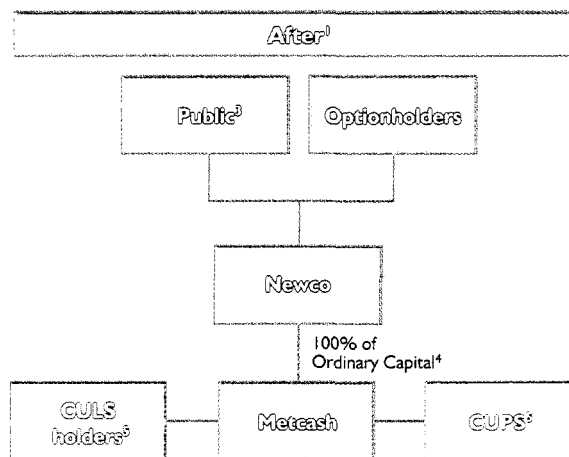 After¹
Public³
Optionholders
Newco
100% of
Ordinary Capital⁴
CULS
holders⁵
Metcash
CUPS⁶